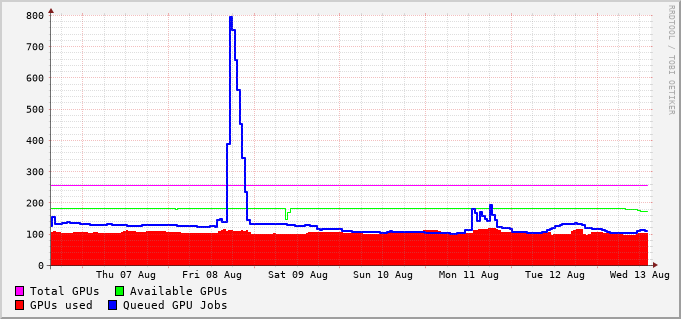 800
700
600
500
400
300
200
100
0
Thu 07 Aug Fri 08 Aug Sat 09 Aug Sun 10 Aug Mon 11 Aug Tue 12 Aug Wed 13 Aug
Total GPUs Available GPUs
GPUs used Queued GPU Jobs
RRDTOOL / TOBI OETIKER